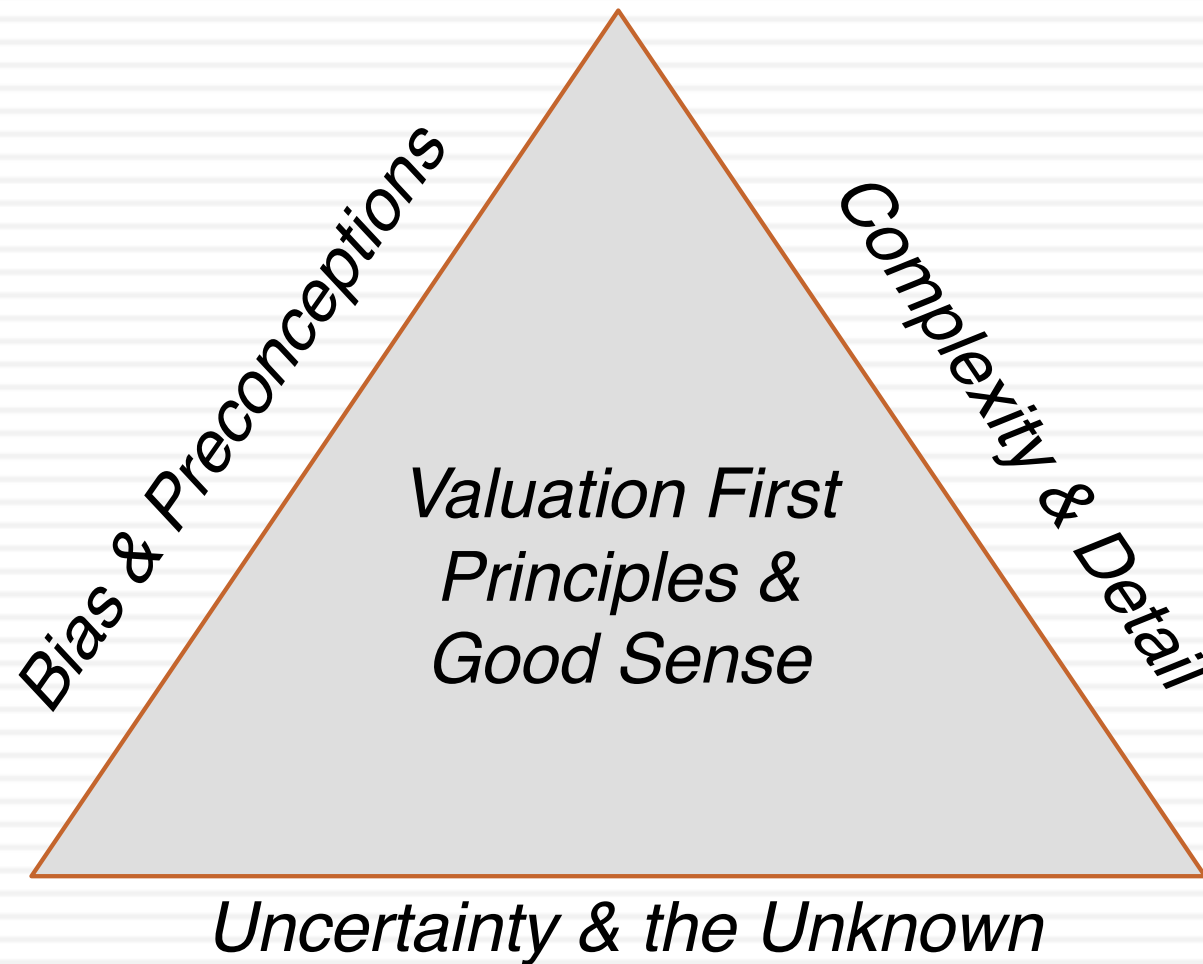 Bias & Preconceptions
Complexity & Detail
Valuation First
Principles &
Good Sense
Uncertainty & the Unknown